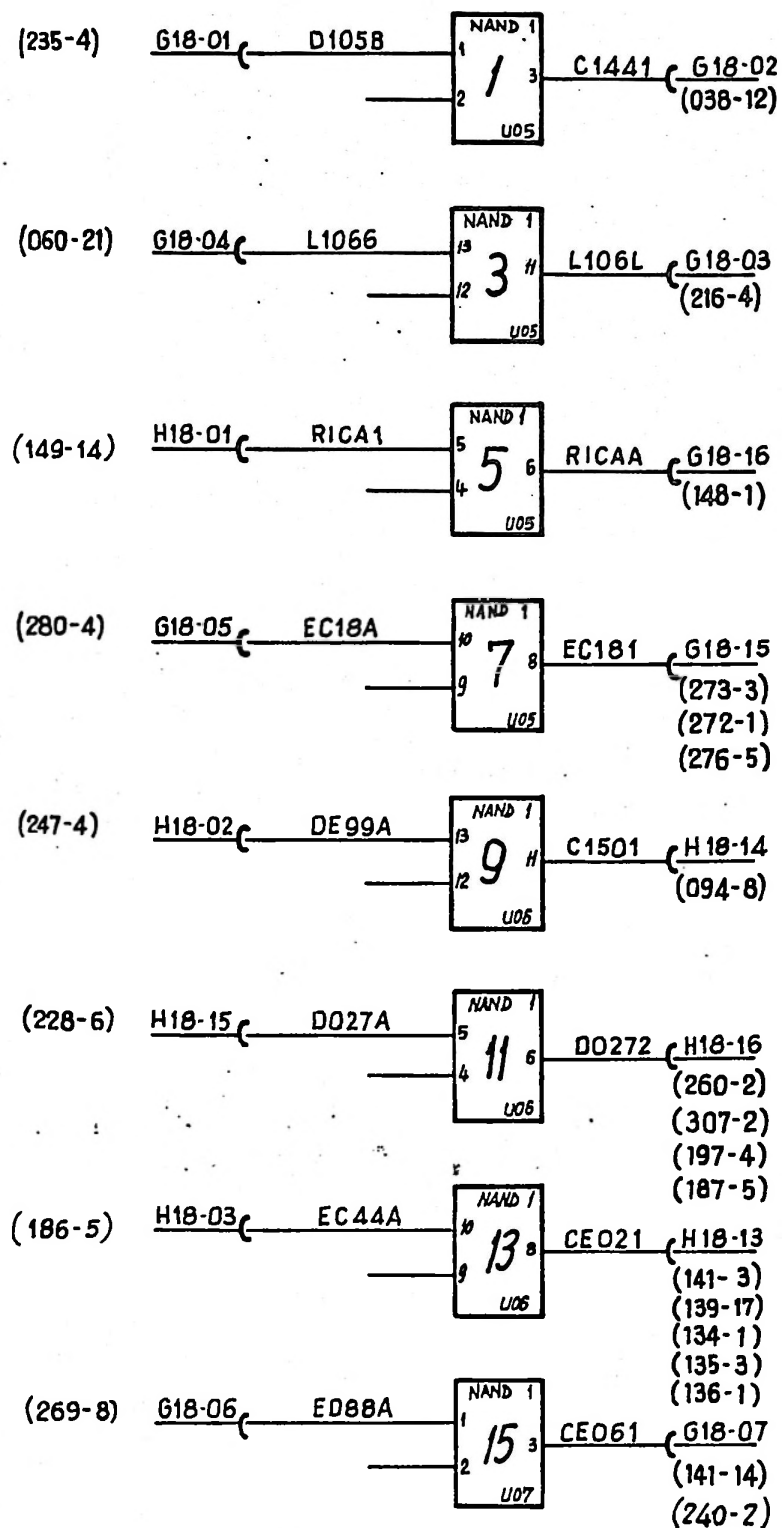 NAND 1
(235-4) G18-01 D105B 1 1 3 C1441 G18-02
2 (038-12)
U05
NAND 1
(060-21) G18-04 L1066 13 3 11 L106L G18-03
12 (216-4)
U05
NAND 1
(149-14) H18-01 RICA1 5 5 6 RICAA G18-16
4 (148-1)
U05
NAND 1
(280-4) G18-05 EC18A 10 7 8 EC181 G18-15
9 (273-3)
U05 (272-1)
(276-5)
NAND 1
(247-4) H18-02 DE99A 13 9 11 C1501 H18-14
12 (094-8)
U06
NAND 1
(228-6) H18-15 D027A 5 11 6 D0272 H18-16
4 (260-2)
U06 (307-2)
(197-4)
(187-5)
NAND 1
(186-5) H18-03 EC44A 10 13 8 CE021 H18-13
9 (141-3)
U06 (139-17)
(134-1)
(135-3)
(136-1)
NAND 1
(269-8) G18-06 ED88A 1 15 3 CE061 G18-07
2 (141-14)
U07 (240-2)